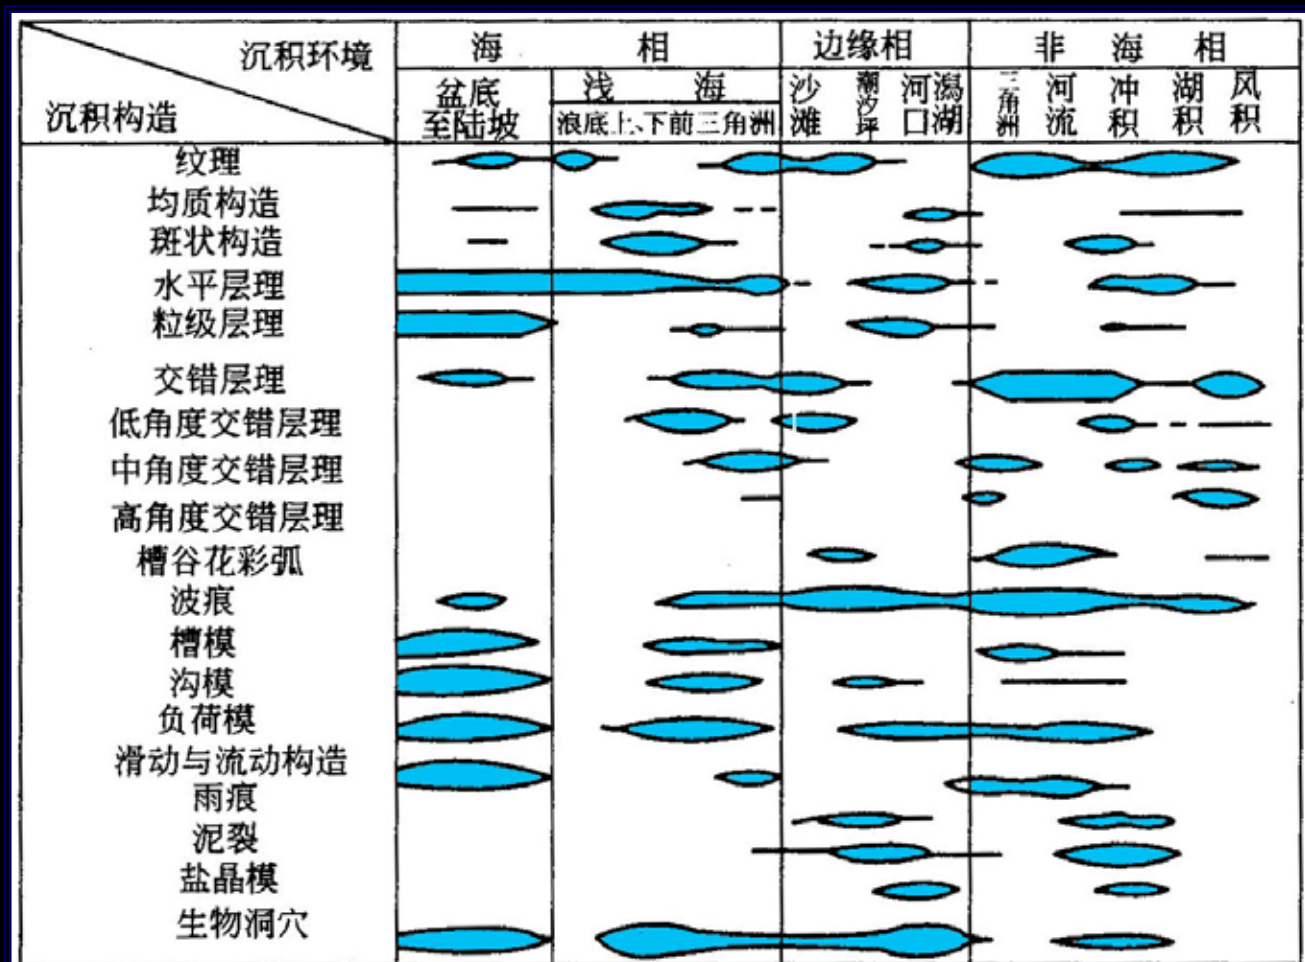 沉积环境
沉积构造
海 相
边缘相
非 海 相
盆底
至陆坡
浅 海
浪底上、下前三角洲
沙滩
潮汐坪
河口
潟湖
三角洲
河流
冲积
湖积
风积
纹理
均质构造
斑状构造
水平层理
粒级层理
交错层理
低角度交错层理
中角度交错层理
高角度交错层理
槽谷花彩弧
波痕
槽模
沟模
负荷模
滑动与流动构造
雨痕
泥裂
盐晶模
生物洞穴